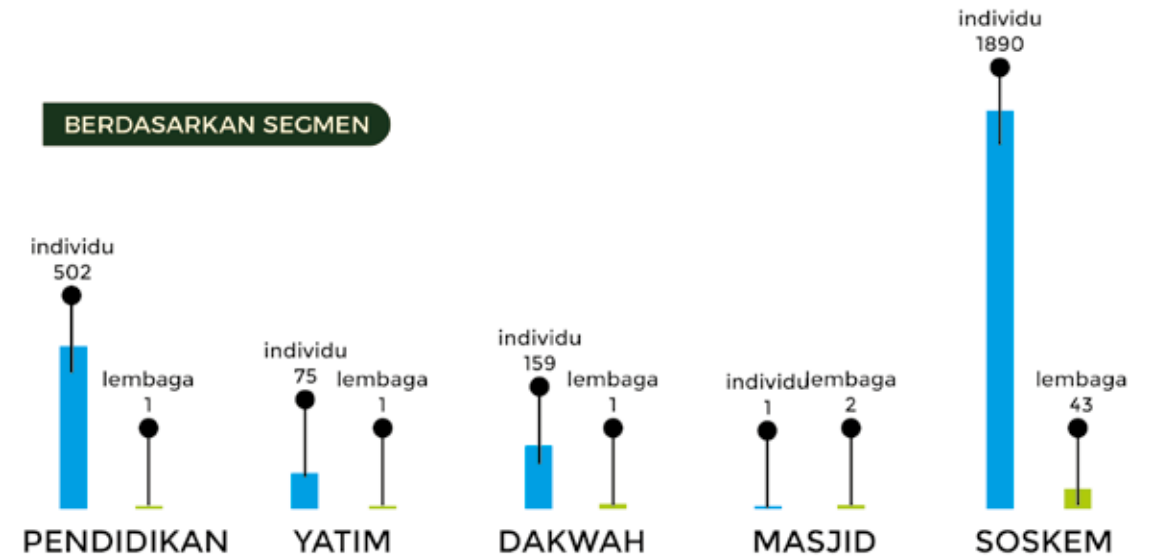 BERDASARKAN SEGMEN
individu
502
lembaga
1
PENDIDIKAN
individu
75
lembaga
1
YATIM
individu
159
lembaga
1
DAKWAH
individu
1
lembaga
2
MASJID
individu
1890
lembaga
43
SOSKEM